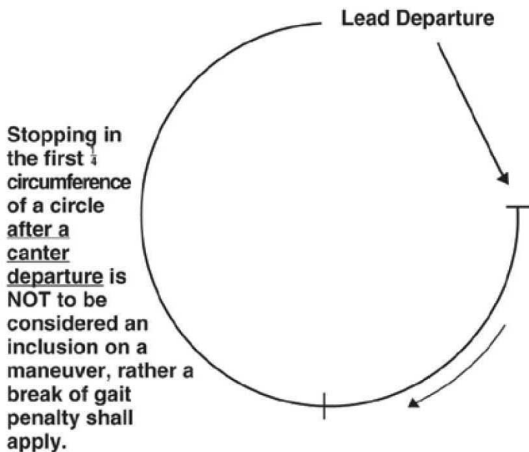 Lead Departure
Stopping in
the first 1/4
circumference
of a circle
after a
canter
departure is
NOT to be
considered an
inclusion on a
maneuver, rather a
break of gait
penalty shall
apply.